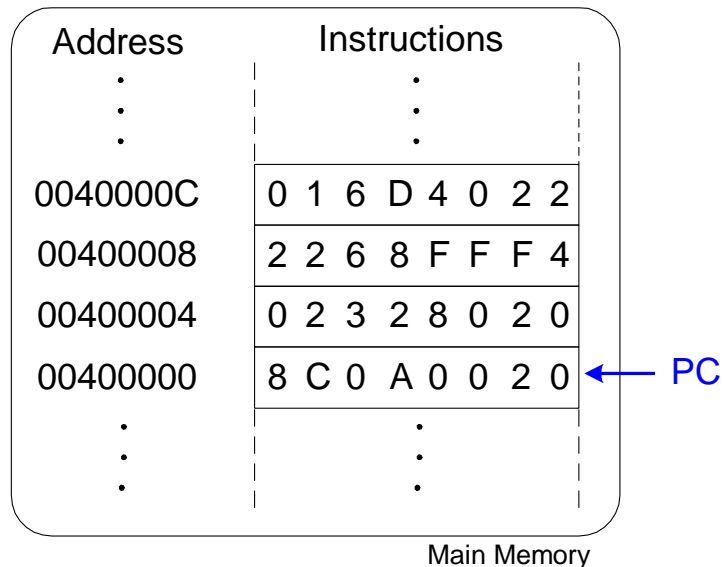 Address Instructions
0040000C 0 1 6 D 4 0 2 2
00400008 2 2 6 8 F F F 4
00400004 0 2 3 2 8 0 2 0
00400000 8 C 0 A 0 0 2 0 PC
Main Memory